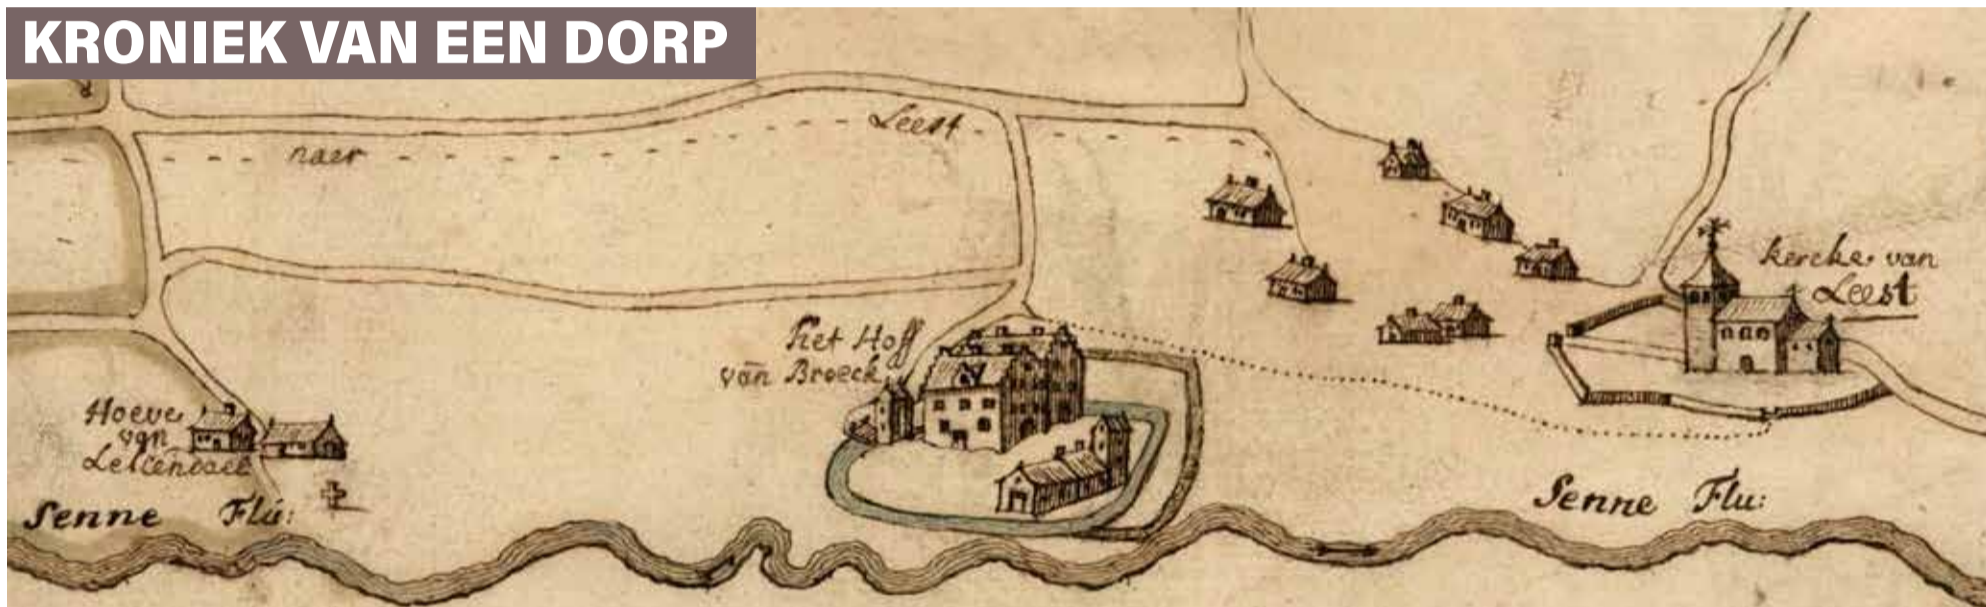 KRONIEK VAN EEN DORP
naer
Leest
kercke van
Leest
Het Hoff
van Broeck
Hoeve
van
Senne Flu:
Senne Flu: